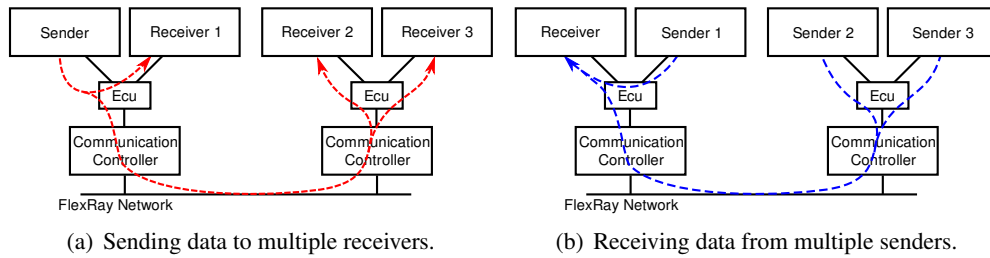 Sender
Receiver 1
Receiver 2
Receiver 3
Ecu
Ecu
Communication
Controller
Communication
Controller
FlexRay Network
(a) Sending data to multiple receivers.
Receiver
Sender 1
Sender 2
Sender 3
Ecu
Ecu
Communication
Controller
Communication
Controller
FlexRay Network
(b) Receiving data from multiple senders.